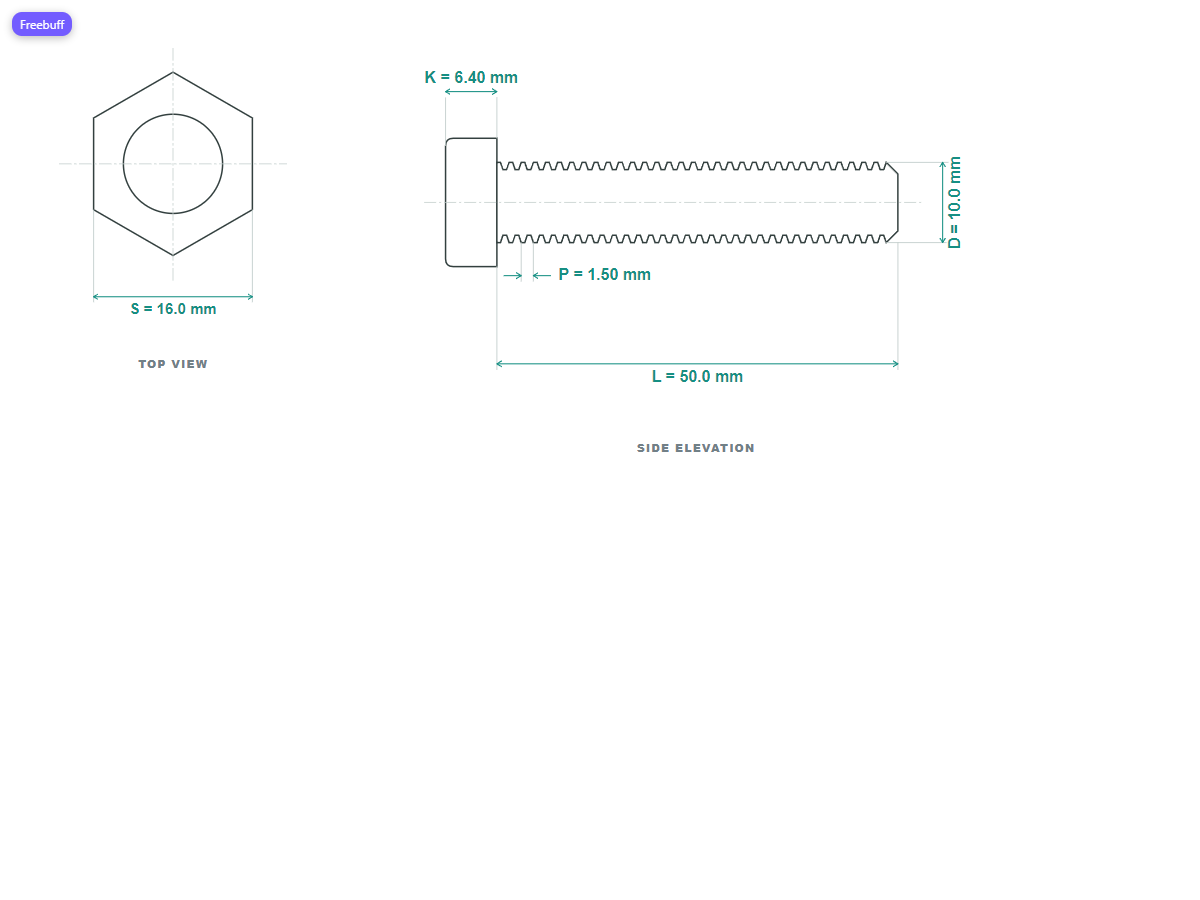 Freebuff
K = 6.40 mm
D = 10.0 mm
P = 1.50 mm
S = 16.0 mm
TOP VIEW
L = 50.0 mm
SIDE ELEVATION